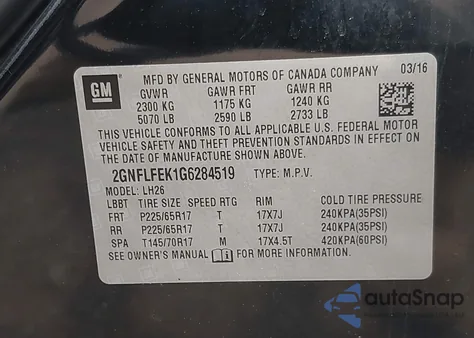 GM
MFD BY GENERAL MOTORS OF CANADA COMPANY 03/16
GVWR GAWR FRT GAWR RR
2300 KG 1175 KG 1240 KG
5070 LB 2590 LB 2733 LB
THIS VEHICLE CONFORMS TO ALL APPLICABLE U.S. FEDERAL MOTOR
VEHICLE SAFETY AND THEFT PREVENTION STANDARDS IN EFFECT ON
THE DATE OF MANUFACTURE SHOWN ABOVE.
2GNFLFEK1G6284519 TYPE: M.P.V.
MODEL: LH26
LBBT TIRE SIZE SPEED RTG RIM COLD TIRE PRESSURE
FRT P225/65R17 T 17X7J 240KPA(35PSI)
RR P225/65R17 T 17X7J 240KPA(35PSI)
SPA T145/70R17 M 17X4.5T 420KPA(60PSI)
SEE OWNER'S MANUAL FOR MORE INFORMATION.
autoSnap